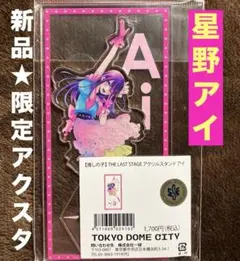 星野アイ
新品★限定アクスタ
Ai
【推しの子】THE LAST STAGE アクリルスタンド アイ
1,700円(税込)
TOKYO DOME CITY